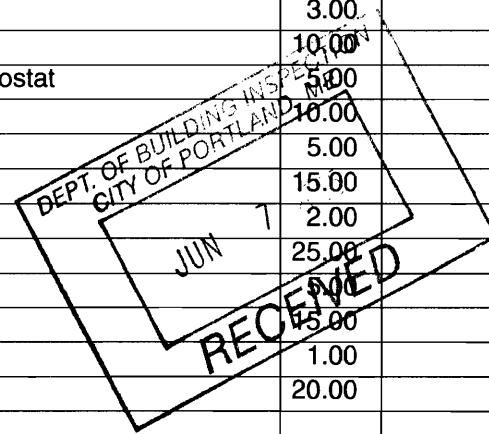 3.00
10.00
ostat 5.00
10.00
5.00
15.00
2.00
25.00
5.00
15.00
1.00
20.00
DEPT. OF BUILDING INSPECTION
CITY OF PORTLAND, ME
JUN 7
RECEIVED